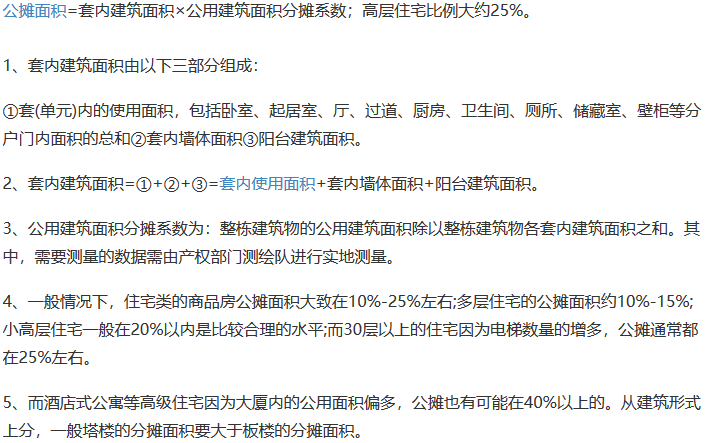 公摊面积=套内建筑面积×公用建筑面积分摊系数；高层住宅比例大约25%。
1、套内建筑面积由以下三部分组成：
①套(单元)内的使用面积，包括卧室、起居室、厅、过道、厨房、卫生间、厕所、储藏室、壁柜等分
户门内面积的总和②套内墙体面积③阳台建筑面积。
2、套内建筑面积=①+②+③=套内使用面积+套内墙体面积+阳台建筑面积。
3、公用建筑面积分摊系数为：整栋建筑物的公用建筑面积除以整栋建筑物各套内建筑面积之和。其
中，需要测量的数据需由产权部门测绘队进行实地测量。
4、一般情况下，住宅类的商品房公摊面积大致在10%-25%左右;多层住宅的公摊面积约10%-15%;
小高层住宅一般在20%以内是比较合理的水平;而30层以上的住宅因为电梯数量的增多，公摊通常都
在25%左右。
5、而酒店式公寓等高级住宅因为大厦内的公用面积偏多，公摊也有可能在40%以上的。从建筑形式
上分，一般塔楼的分摊面积要大于板楼的分摊面积。